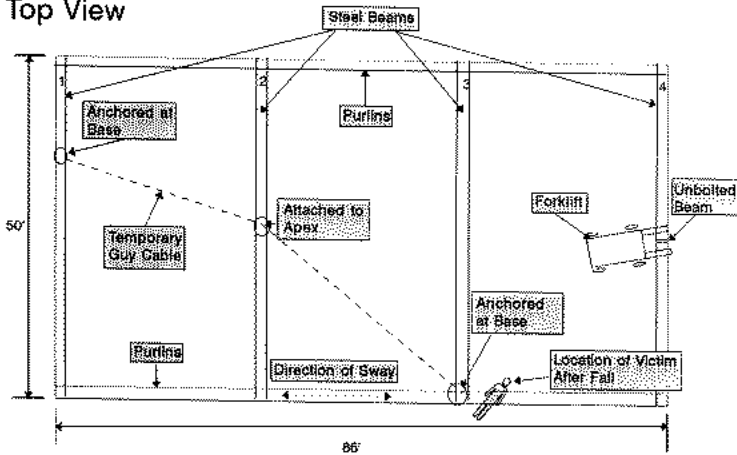 Top View
Steel Beams
1
2
3
4
Anchored at
Base
Purlins
Forklift
Unbolted
Beam
Attached to
Apex
50'
Temporary
Guy Cable
Anchored
at Base
Purlins
Direction of Sway
Location of Victim
After Fall
86'